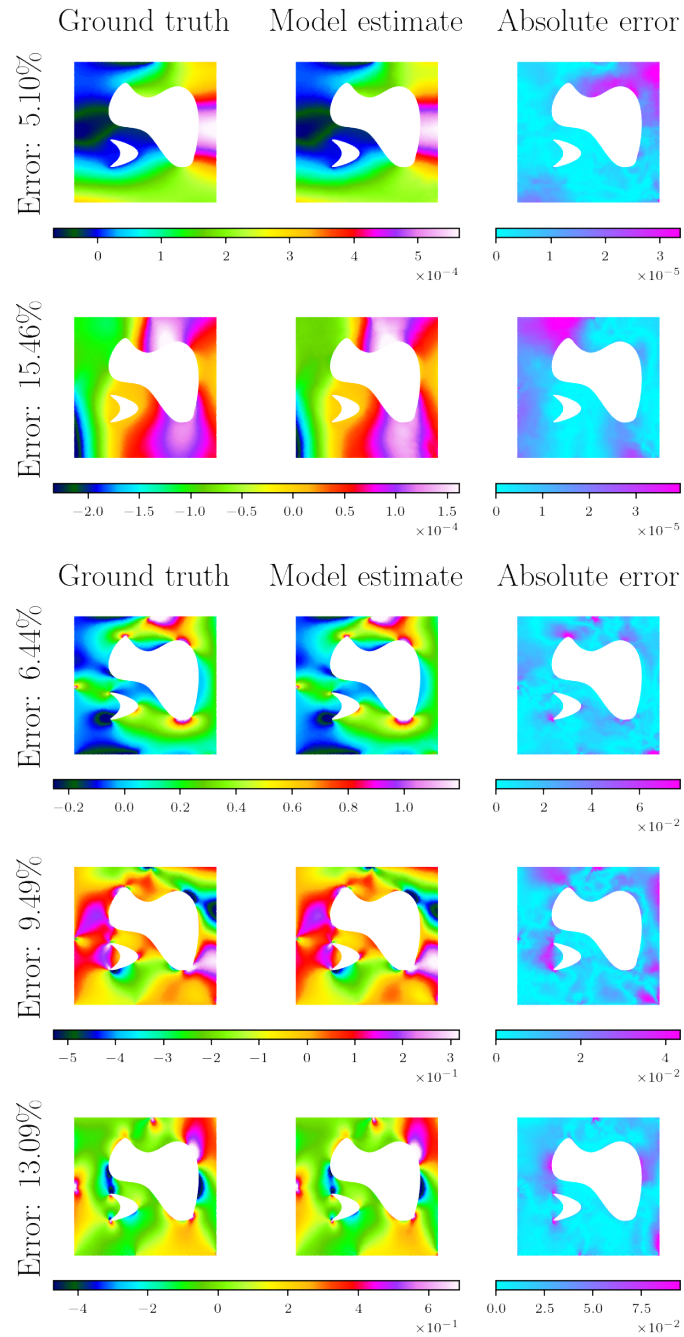 Ground truth Model estimate Absolute error
Error: 5.10%
0 1 2 3 4 5 ×10⁻⁴
0 1 2 3 ×10⁻⁵
Error: 15.46%
−2.0 −1.5 −1.0 −0.5 0.0 0.5 1.0 1.5 ×10⁻⁴
0 1 2 3 ×10⁻⁵
Ground truth Model estimate Absolute error
Error: 6.44%
−0.2 0.0 0.2 0.4 0.6 0.8 1.0
0 2 4 6 ×10⁻²
Error: 9.49%
−5 −4 −3 −2 −1 0 1 2 3 ×10⁻¹
0 2 4 ×10⁻²
Error: 13.09%
−4 −2 0 2 4 6 ×10⁻¹
0.0 2.5 5.0 7.5 ×10⁻²